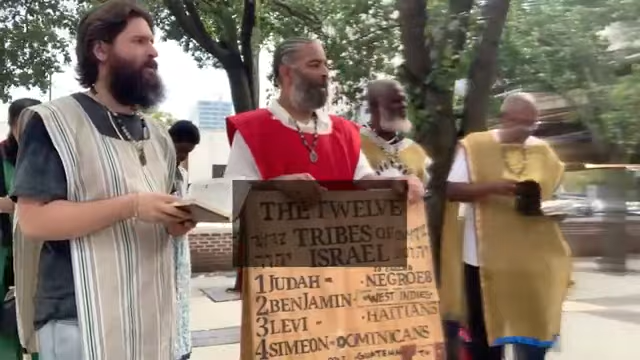 THE TWELVE
TRIBES OF
ISRAEL
1 JUDAH - · NEGROES
2 BENJAMIN · WEST INDIES
3 LEVI - · HAITIANS
4 SIMEON = DOMINICANS